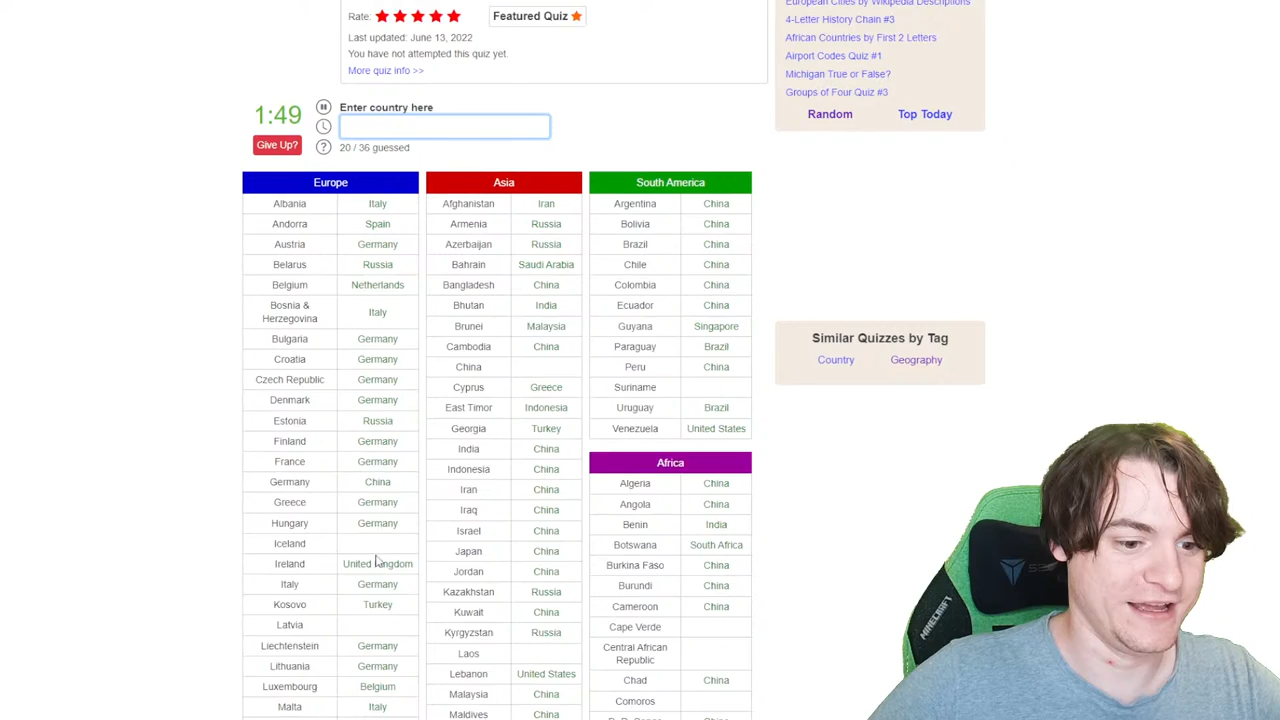 European Cities by Wikipedia Descriptions
Rate:
Featured Quiz
4-Letter History Chain #3
Last updated: June 13, 2022
African Countries by First 2 Letters
You have not attempted this quiz yet.
Airport Codes Quiz #1
More quiz info >>
Michigan True or False?
Groups of Four Quiz #3
Random Top Today
1:49
Enter country here
Give Up?
?
20 / 36 guessed
Europe
Albania Italy
Andorra Spain
Austria Germany
Belarus Russia
Belgium Netherlands
Bosnia &
Herzegovina
Italy
Bulgaria Germany
Croatia Germany
Czech Republic Germany
Denmark Germany
Estonia Russia
Finland Germany
France Germany
Germany China
Greece Germany
Hungary Germany
Iceland
Ireland United Kingdom
Italy Germany
Kosovo Turkey
Latvia
Liechtenstein Germany
Lithuania Germany
Luxembourg Belgium
Malta Italy
Asia
Afghanistan Iran
Armenia Russia
Azerbaijan Russia
Bahrain Saudi Arabia
Bangladesh China
Bhutan India
Brunei Malaysia
Cambodia China
China
Cyprus Greece
East Timor Indonesia
Georgia Turkey
India China
Indonesia China
Iran China
Iraq China
Israel China
Japan China
Jordan China
Kazakhstan Russia
Kuwait China
Kyrgyzstan Russia
Laos
Lebanon United States
Malaysia China
Maldives China
South America
Argentina China
Bolivia China
Brazil China
Chile China
Colombia China
Ecuador China
Guyana Singapore
Paraguay Brazil
Peru China
Suriname
Uruguay Brazil
Venezuela United States
Africa
Algeria China
Angola China
Benin India
Botswana South Africa
Burkina Faso China
Burundi China
Cameroon China
Cape Verde
Central African
Republic
Chad China
Comoros
Similar Quizzes by Tag
Country Geography
MINECRAFT